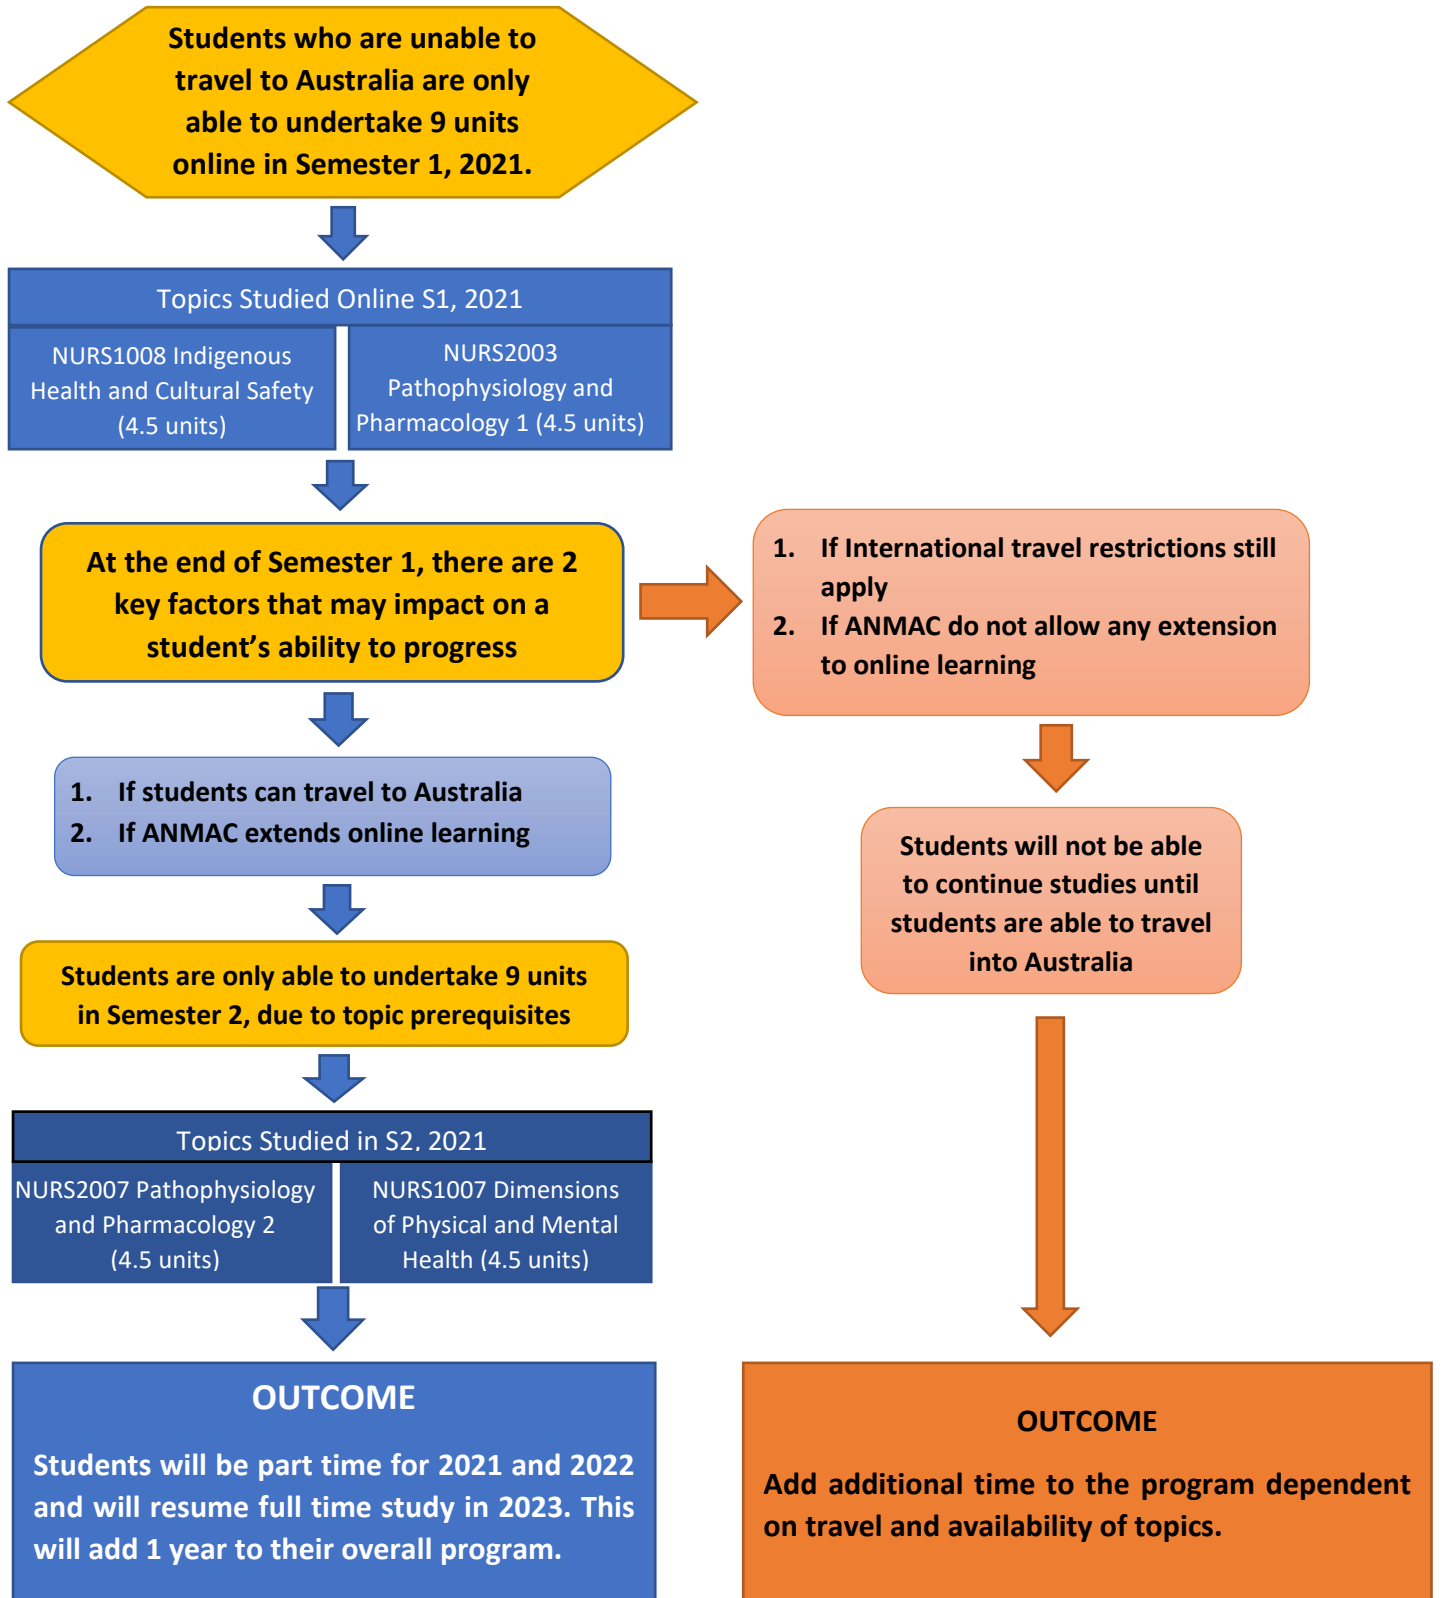 Students who are unable to
travel to Australia are only
able to undertake 9 units
online in Semester 1, 2021.
Topics Studied Online S1, 2021
NURS1008 Indigenous
Health and Cultural Safety
(4.5 units)
NURS2003
Pathophysiology and
Pharmacology 1 (4.5 units)
At the end of Semester 1, there are 2
key factors that may impact on a
student’s ability to progress
1. If International travel restrictions still
apply
2. If ANMAC do not allow any extension
to online learning
1. If students can travel to Australia
2. If ANMAC extends online learning
Students will not be able
to continue studies until
students are able to travel
into Australia
Students are only able to undertake 9 units
in Semester 2, due to topic prerequisites
Topics Studied in S2, 2021
NURS2007 Pathophysiology
and Pharmacology 2
(4.5 units)
NURS1007 Dimensions
of Physical and Mental
Health (4.5 units)
OUTCOME
Students will be part time for 2021 and 2022
and will resume full time study in 2023. This
will add 1 year to their overall program.
OUTCOME
Add additional time to the program dependent
on travel and availability of topics.